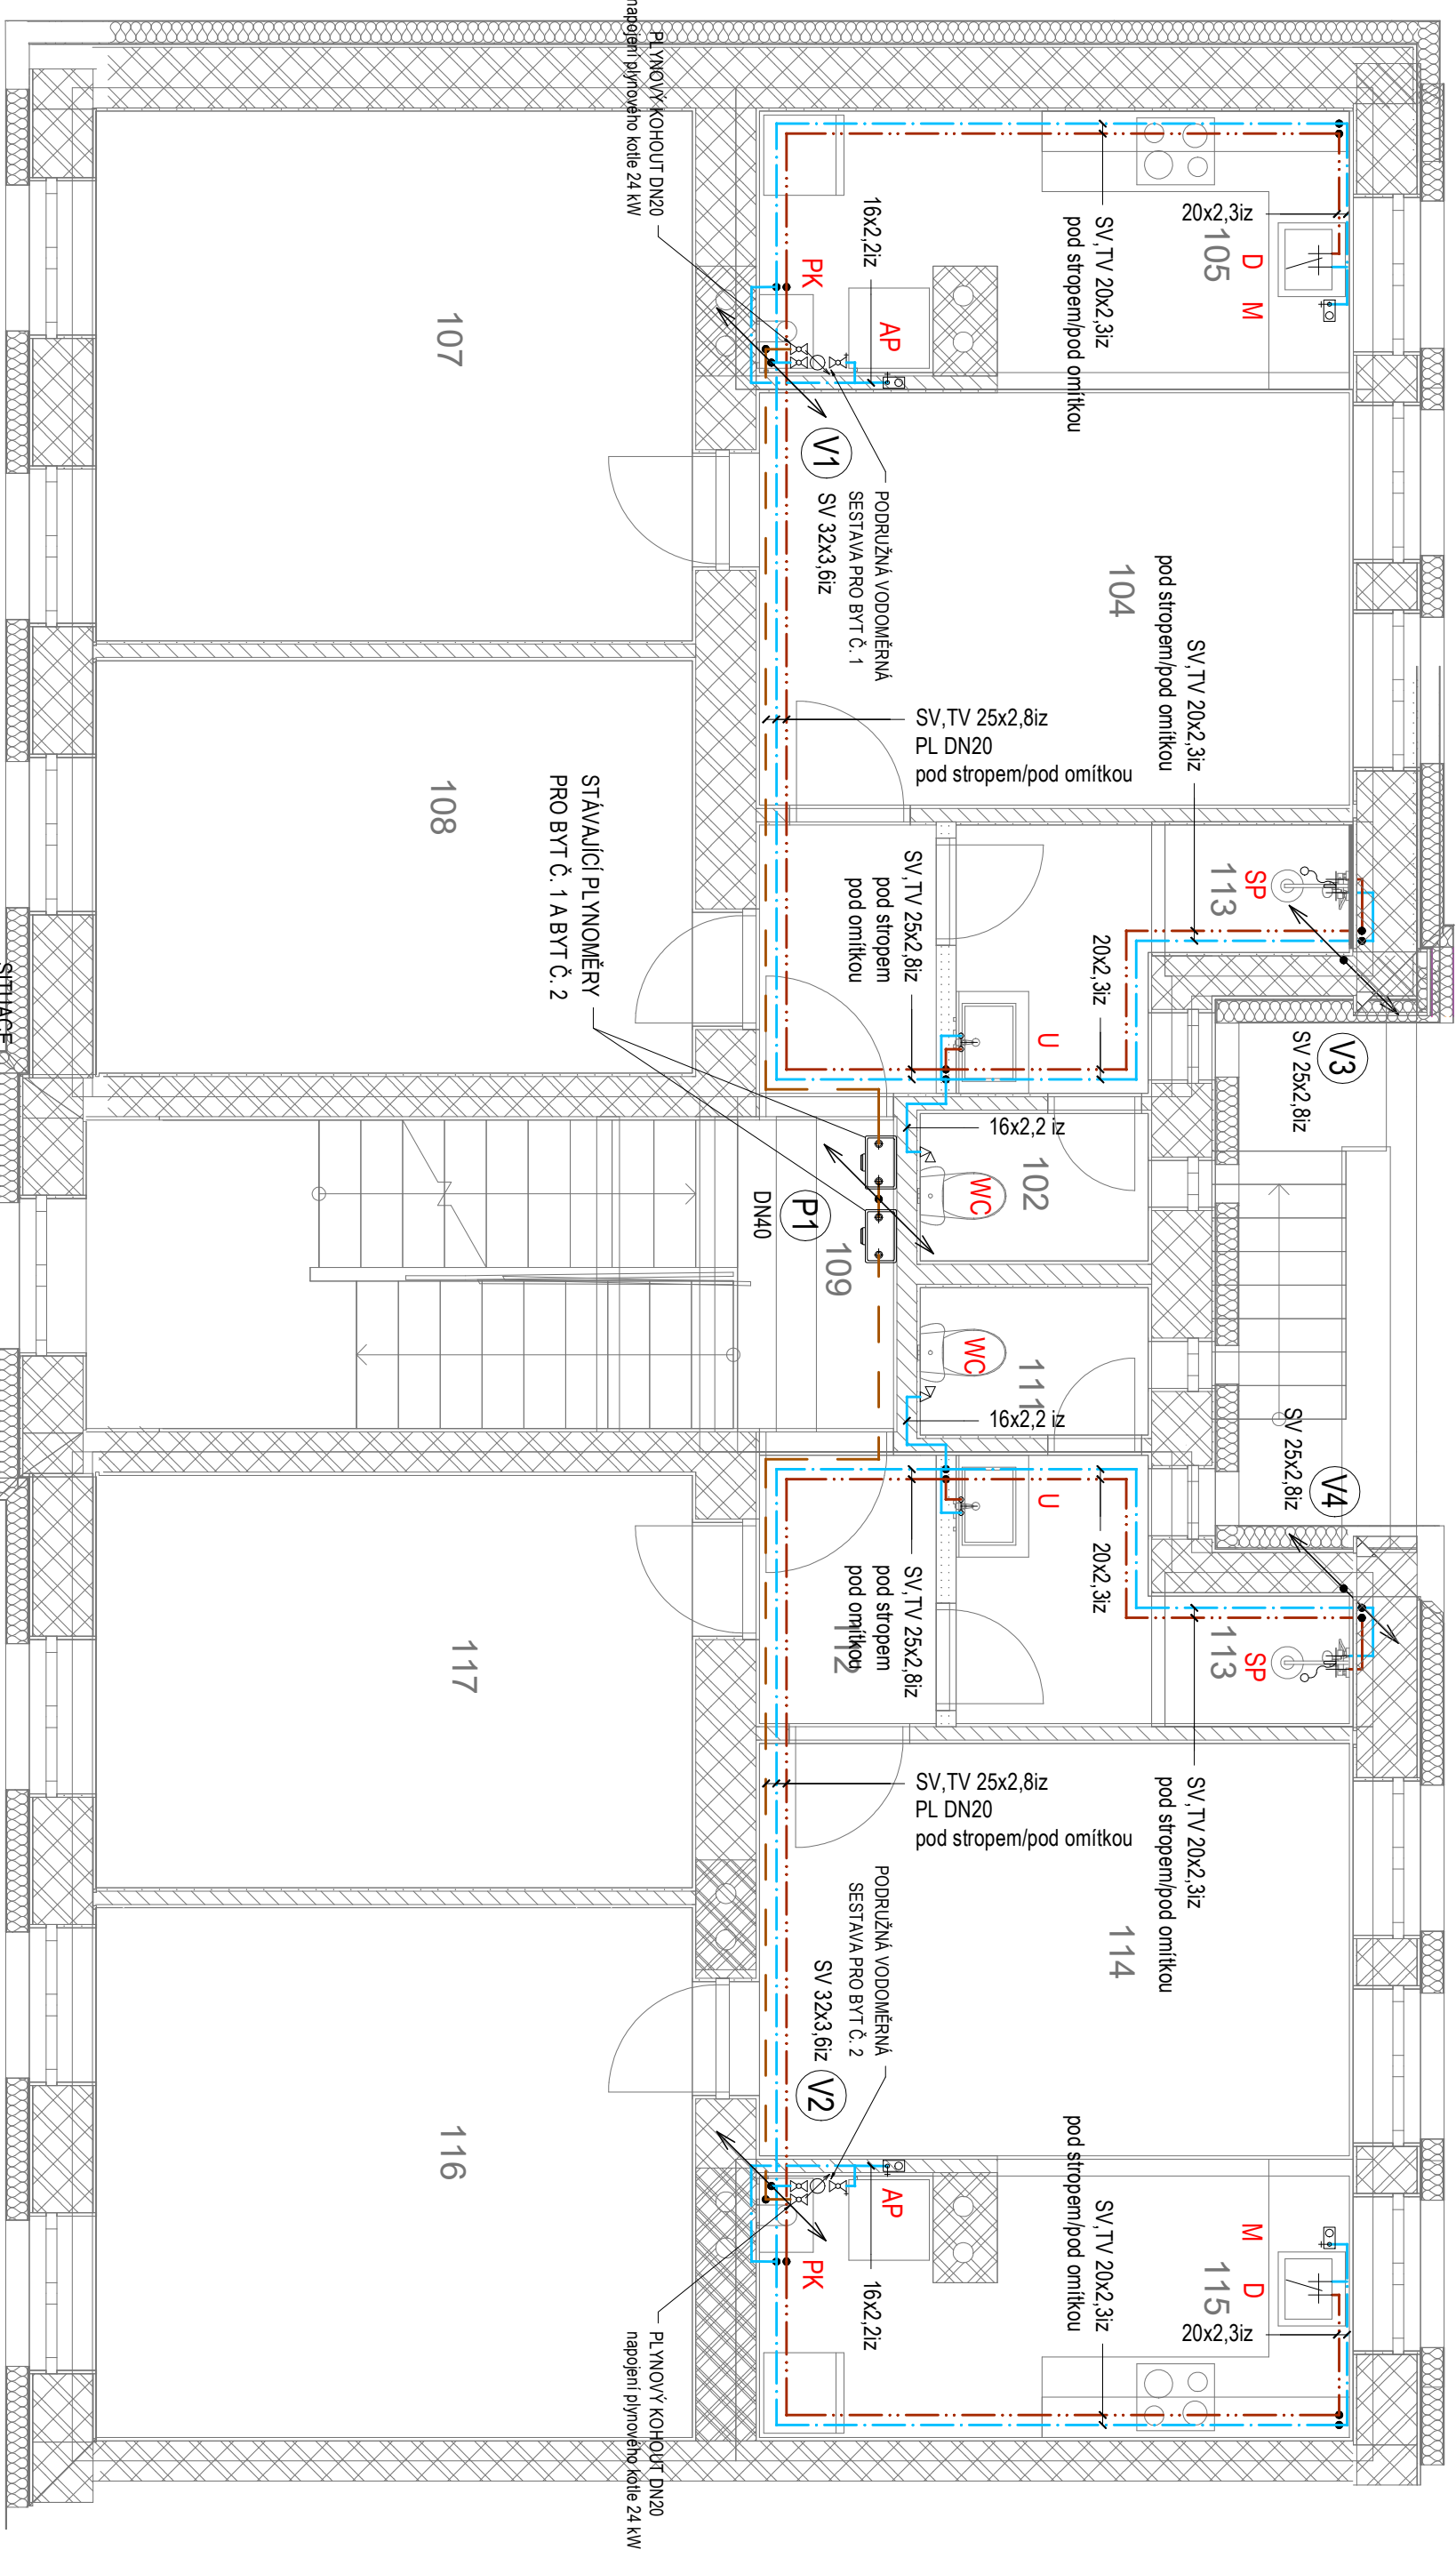 PLYNOVÝ KOHOUT DN20
napojení plynového kotle 24 kW
16x2,2iz
PK
AP
SV,TV 20x2,3iz
pod stropem/pod omítkou
20x2,3iz
105
D
M
107
V1
SV 32x3,6iz
PODRUŽNÁ VODOMĚRNÁ
SESTAVA PRO BYT Č. 1
104
SV,TV 20x2,3iz
pod stropem/pod omítkou
SV,TV 25x2,8iz
PL DN20
pod stropem/pod omítkou
108
STÁVAJÍCÍ PLYNOMĚRY
PRO BYT Č. 1 A BYT Č. 2
SV,TV 25x2,8iz
pod stropem
pod omítkou
113
SP
20x2,3iz
U
V3
SV 25x2,8iz
SITUACE
16x2,2 iz
102
WC
P1
DN40
109
WC
111
16x2,2 iz
V4
SV 25x2,8iz
U
20x2,3iz
SV,TV 25x2,8iz
pod stropem
pod omítkou
112
113
SP
117
SV,TV 25x2,8iz
PL DN20
pod stropem/pod omítkou
SV,TV 20x2,3iz
pod stropem/pod omítkou
114
PODRUŽNÁ VODOMĚRNÁ
SESTAVA PRO BYT Č. 2
SV 32x3,6iz
V2
116
AP
PK
16x2,2iz
SV,TV 20x2,3iz
pod stropem/pod omítkou
M
D
115
20x2,3iz
PLYNOVÝ KOHOUT DN20
napojení plynového kotle 24 kW